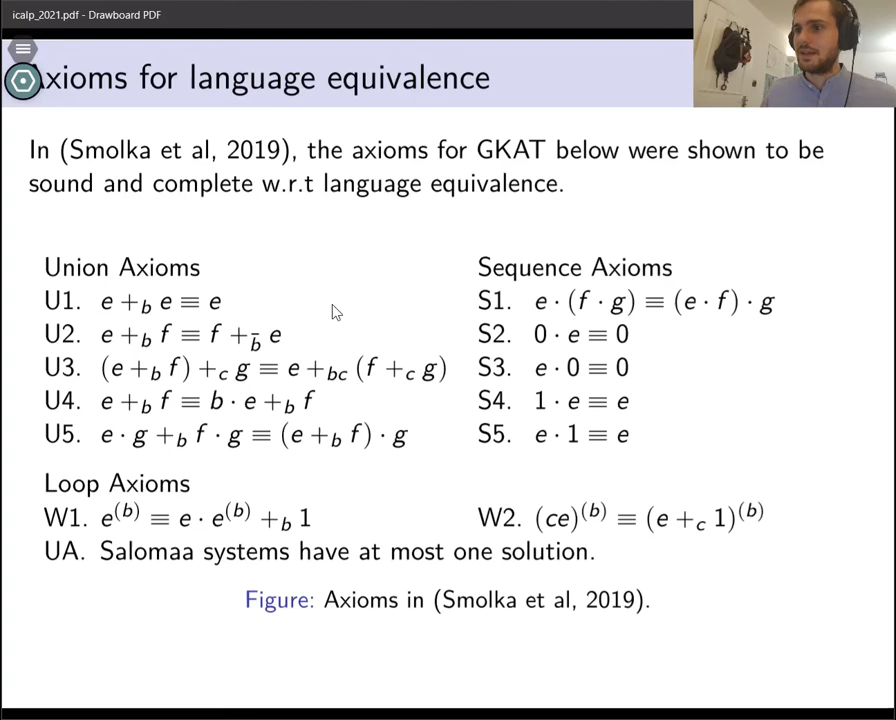 icalp_2021.pdf - Drawboard PDF
xioms for language equivalence
In (Smolka et al, 2019), the axioms for GKAT below were shown to be
sound and complete w.r.t language equivalence.
Union Axioms
U1. e +_b e ≡ e
U2. e +_b f ≡ f +_b̄ e
U3. (e +_b f) +_c g ≡ e +_bc (f +_c g)
U4. e +_b f ≡ b · e +_b f
U5. e · g +_b f · g ≡ (e +_b f) · g
Sequence Axioms
S1. e · (f · g) ≡ (e · f) · g
S2. 0 · e ≡ 0
S3. e · 0 ≡ 0
S4. 1 · e ≡ e
S5. e · 1 ≡ e
Loop Axioms
W1. e^(b) ≡ e · e^(b) +_b 1
W2. (ce)^(b) ≡ (e +_c 1)^(b)
UA. Salomaa systems have at most one solution.
Figure: Axioms in (Smolka et al, 2019).